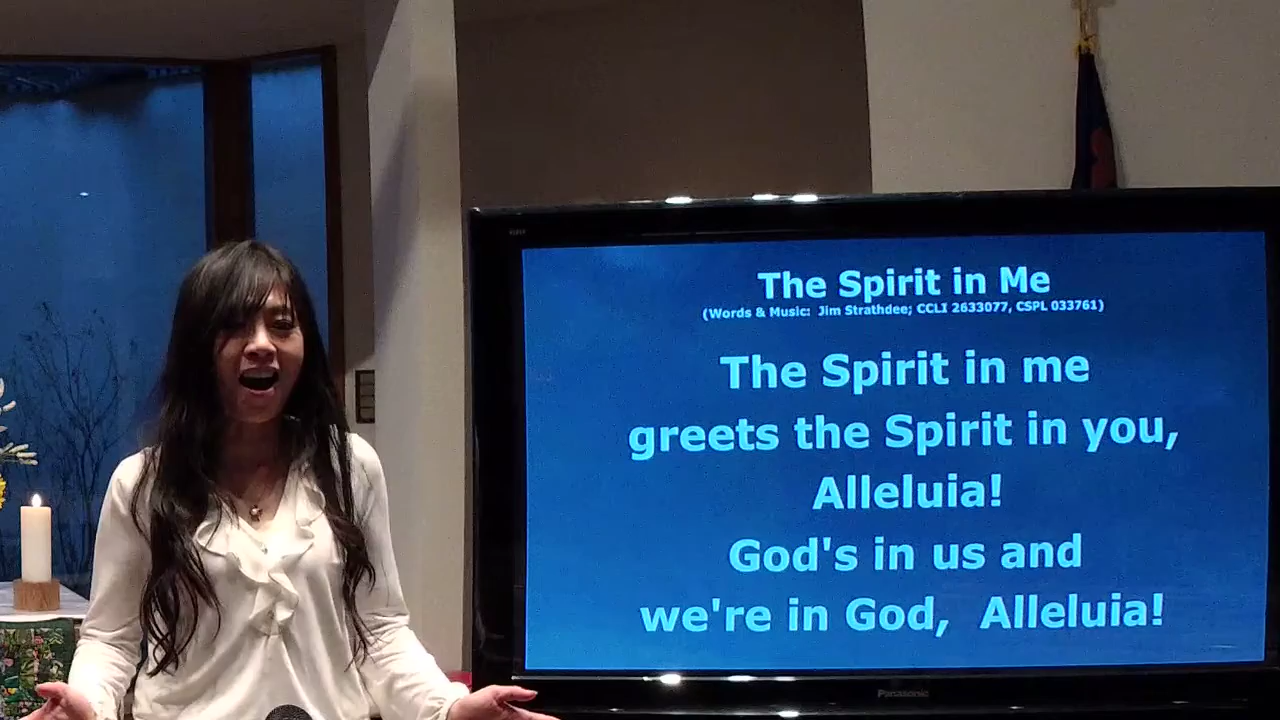 The Spirit in Me
(Words & Music:  Jim Strathdee; CCLI 2633077, CSPL 033761)
The Spirit in me
greets the Spirit in you,
Alleluia!
God's in us and
we're in God,  Alleluia!
Panasonic